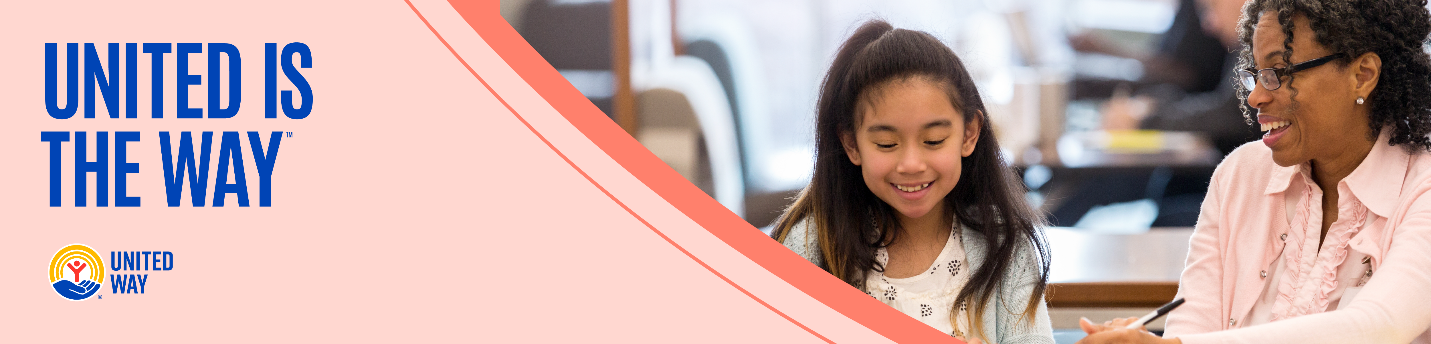 UNITED IS
THE WAY™
UNITED
WAY